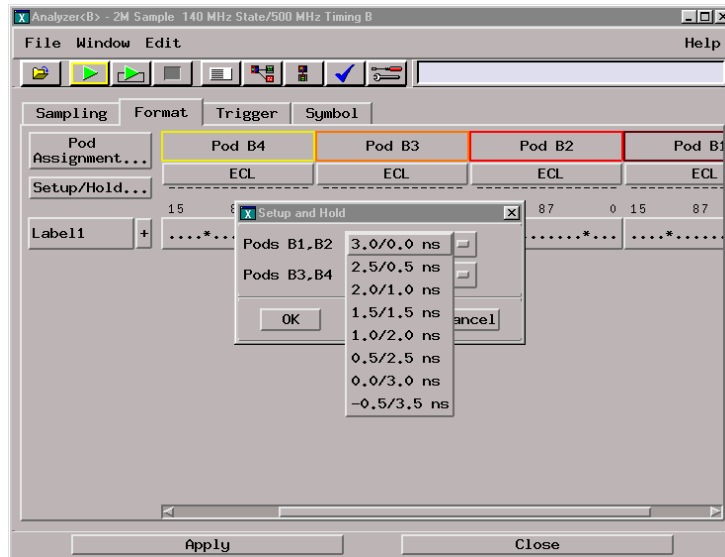 Analyzer<B> - 2M Sample 140 MHz State/500 MHz Timing B
File Window Edit Help
Sampling Format Trigger Symbol
Pod Assignment...
Pod B4 Pod B3 Pod B2 Pod B1
ECL ECL ECL ECL
Setup/Hold...
15 87 0 15 87
Setup and Hold
Label1 +
Pods B1,B2 3.0/0.0 ns
2.5/0.5 ns
Pods B3,B4
2.0/1.0 ns
1.5/1.5 ns
OK
1.0/2.0 ns
0.5/2.5 ns
0.0/3.0 ns
-0.5/3.5 ns
Apply Close